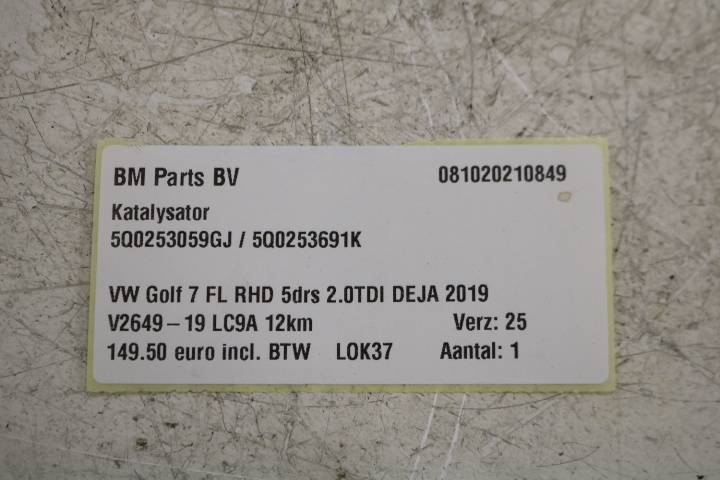 BM Parts BV 081020210849
Katalysator
5Q0253059GJ / 5Q0253691K
VW Golf 7 FL RHD 5drs 2.0TDI DEJA 2019
V2649-19 LC9A 12km Verz: 25
149.50 euro incl. BTW LOK37 Aantal: 1